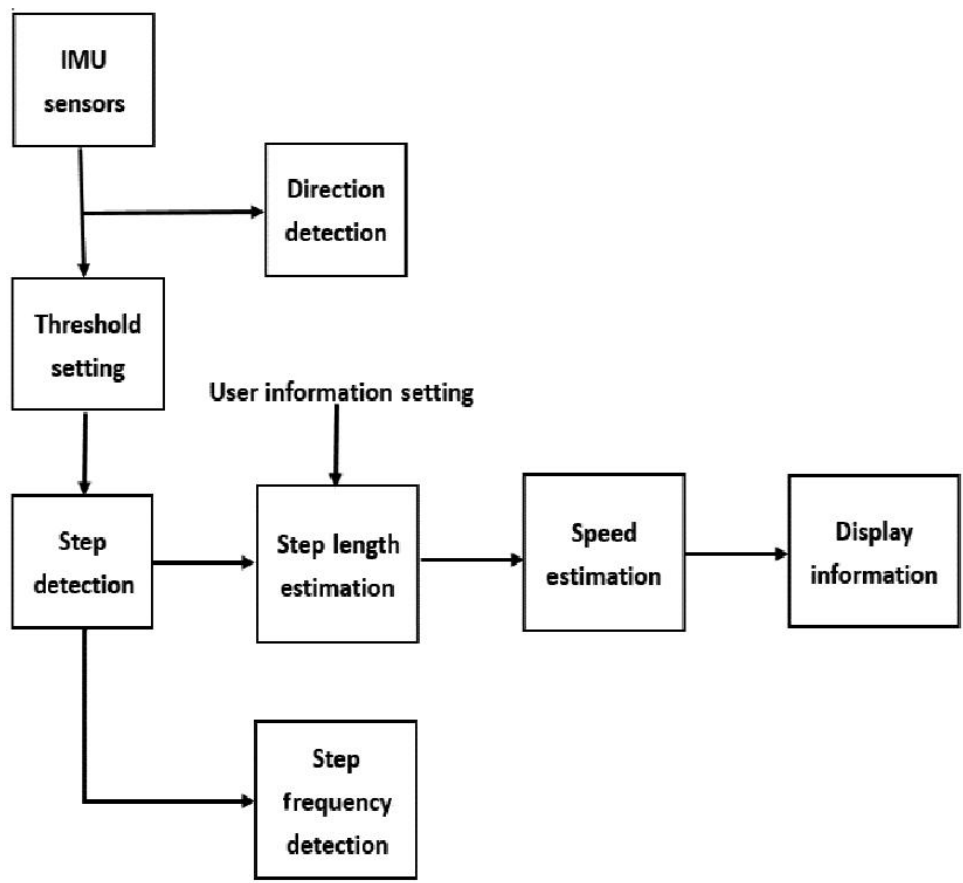 IMU
sensors
Direction
detection
Threshold
setting
User information setting
Step
detection
Step length
estimation
Speed
estimation
Display
information
Step
frequency
detection